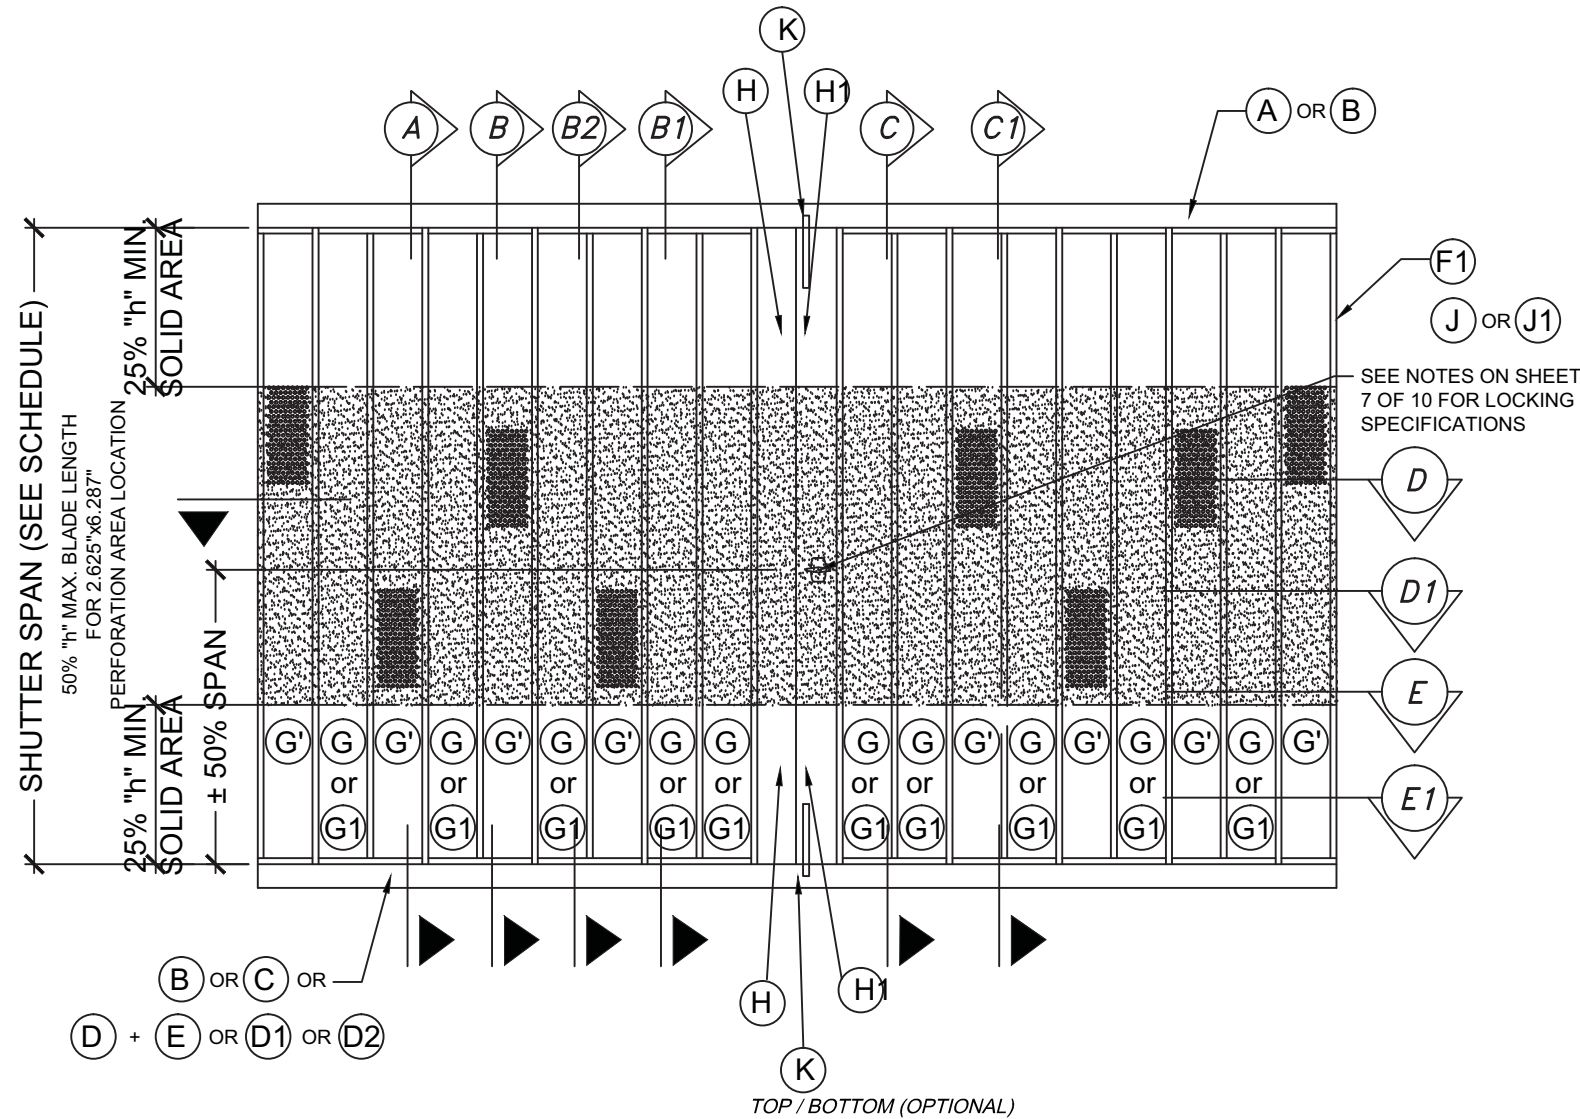 K
H
H1
A
B
B2
B1
C
C1
A OR B
F1
J OR J1
SEE NOTES ON SHEET
7 OF 10 FOR LOCKING
SPECIFICATIONS
D
D1
E
E1
SHUTTER SPAN (SEE SCHEDULE)
25% "h" MIN.
SOLID AREA
50% "h" MAX. BLADE LENGTH
FOR 2.625"x6.287"
PERFORATION AREA LOCATION
± 50% SPAN
25% "h" MIN.
SOLID AREA
G' G G' G G' G G' G G G G G' G G' G G' G G'
or or or or or or or or or or
G1 G1 G1 G1 G1 G1 G1 G1 G1 G1
B OR C OR
D + E OR D1 OR D2
H
H1
K
TOP / BOTTOM (OPTIONAL)